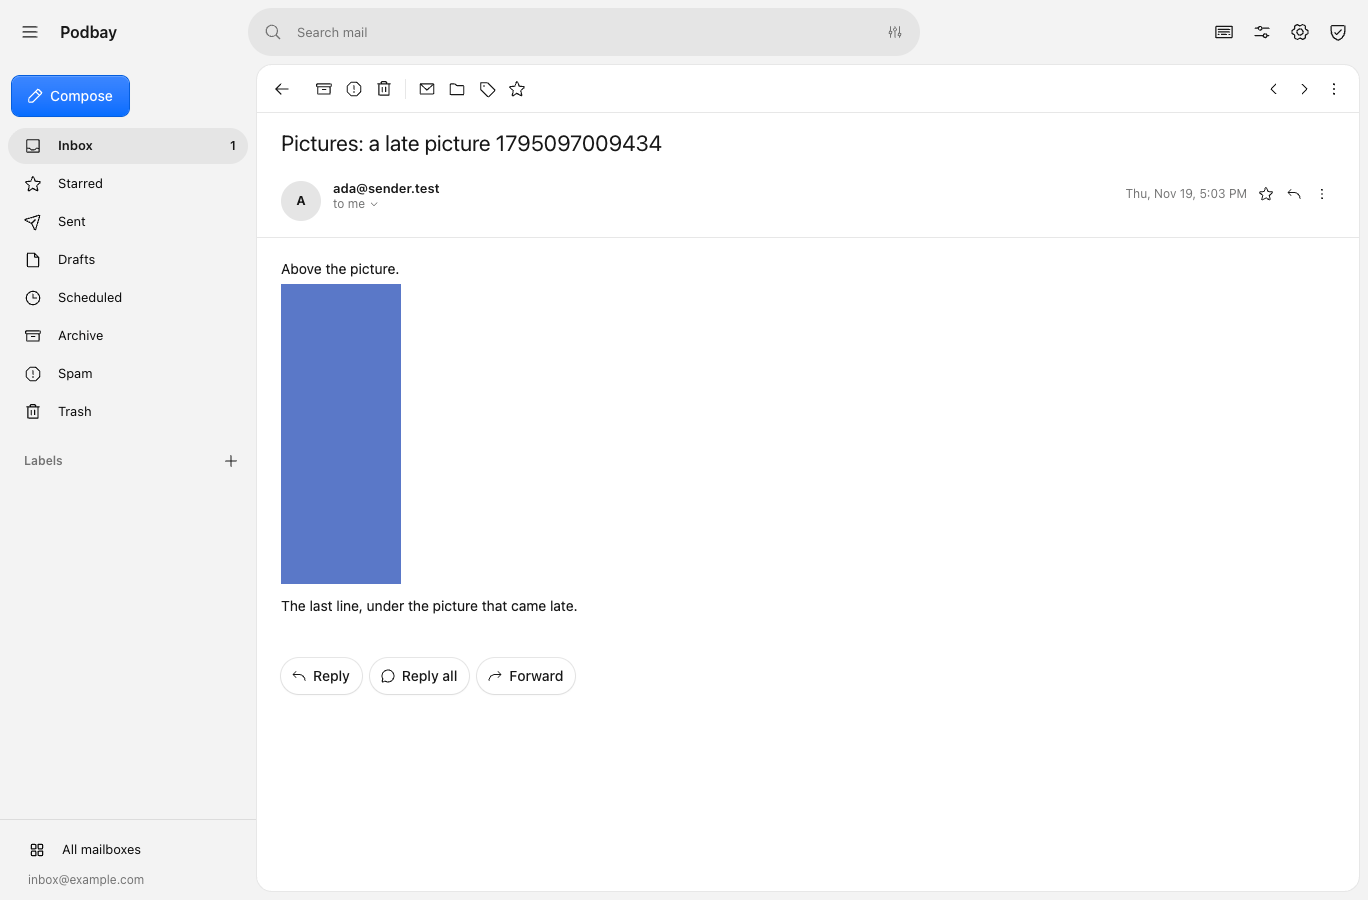 Podbay
Search mail
Compose
Inbox 1
Starred
Sent
Drafts
Scheduled
Archive
Spam
Trash
Labels
All mailboxes
inbox@example.com
Pictures: a late picture 1795097009434
A
ada@sender.test
to me
Thu, Nov 19, 5:03 PM
Above the picture.
The last line, under the picture that came late.
Reply Reply all Forward